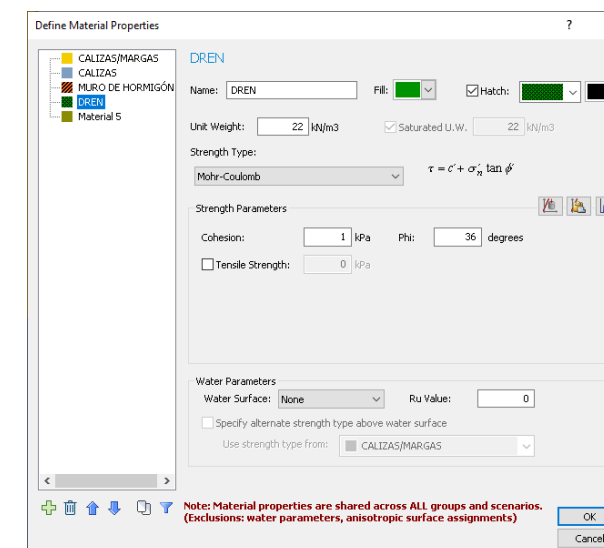 Define Material Properties
?
CALIZAS/MARGAS
CALIZAS
MURO DE HORMIGÓN
DREN
Material 5
DREN
Name: DREN Fill: Hatch:
Unit Weight: 22 kN/m3 Saturated U.W. 22 kN/m3
Strength Type:
Mohr-Coulomb τ = c′ + σ′n tan ϕ′
Strength Parameters
Cohesion: 1 kPa Phi: 36 degrees
Tensile Strength: 0 kPa
Water Parameters
Water Surface: None Ru Value: 0
Specify alternate strength type above water surface
Use strength type from: CALIZAS/MARGAS
Note: Material properties are shared across ALL groups and scenarios.
(Exclusions: water parameters, anisotropic surface assignments)
OK
Cancel